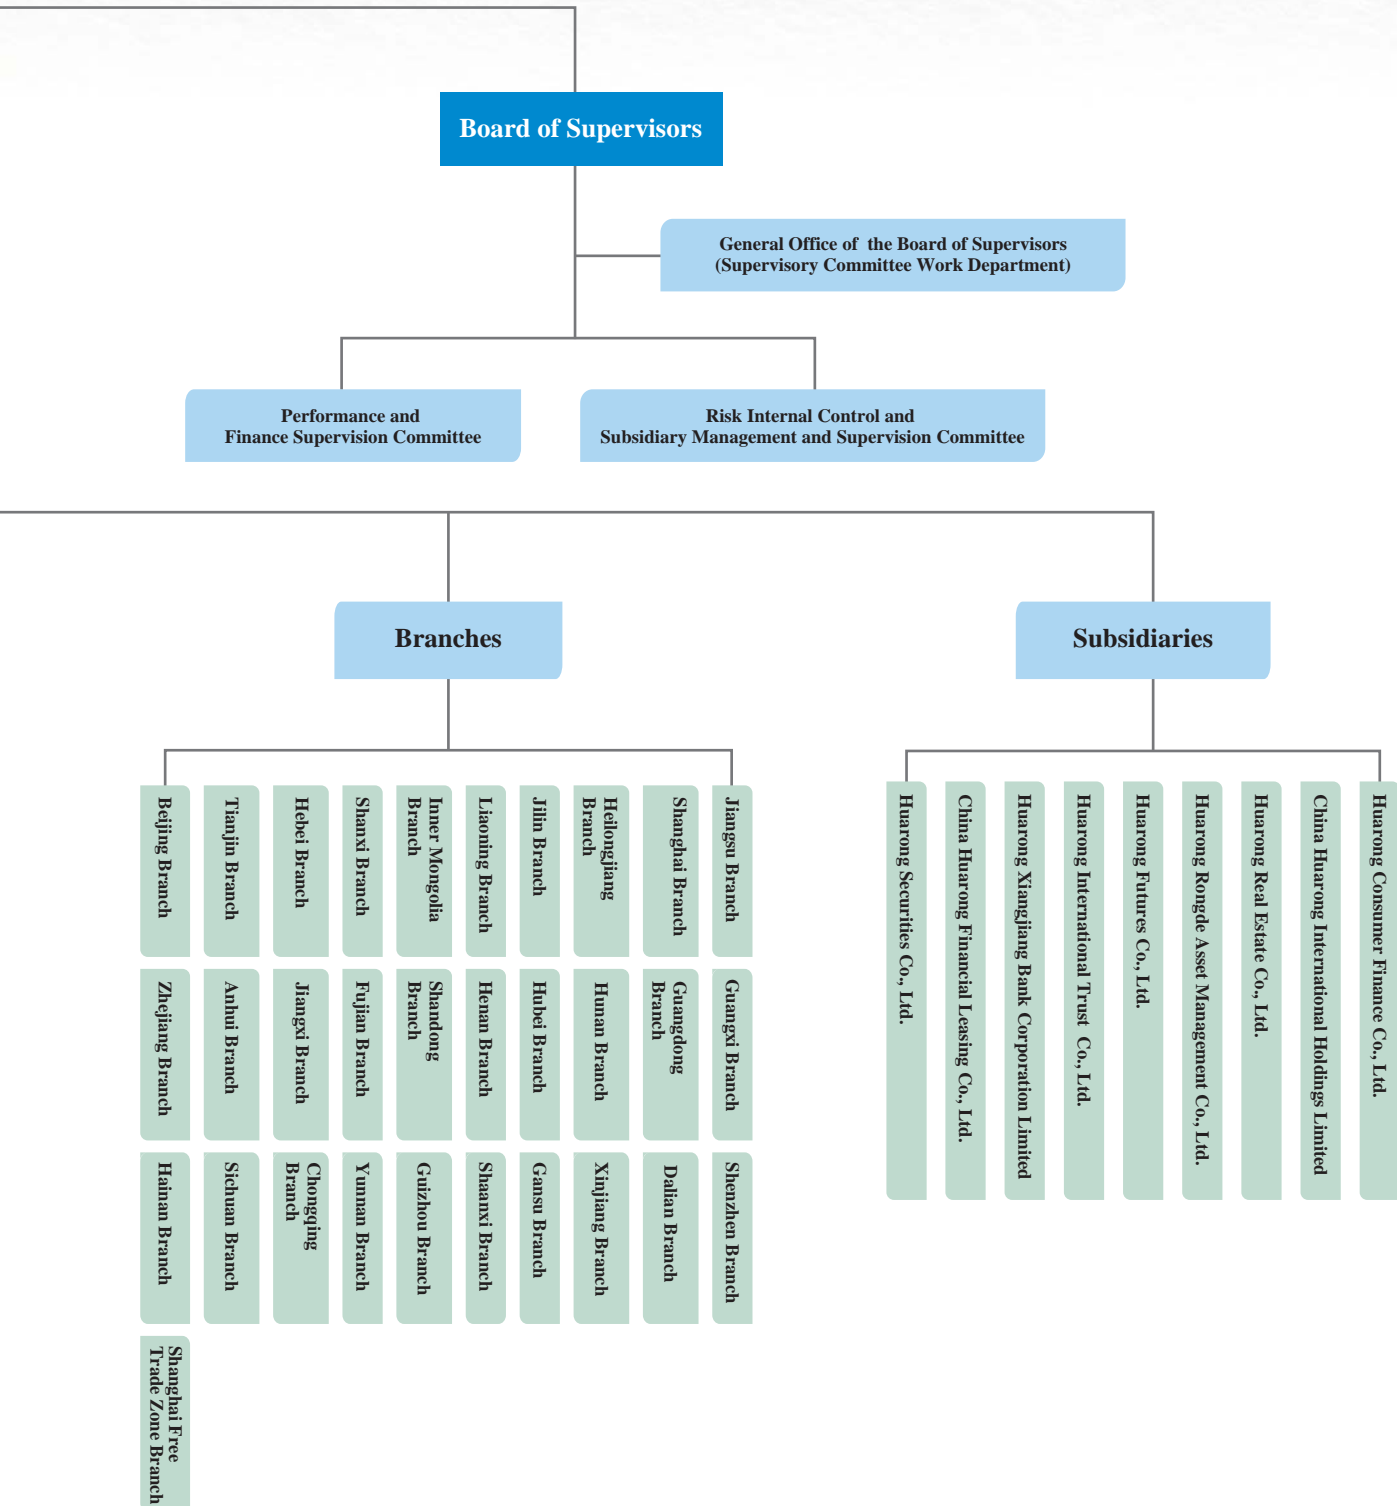 Board of Supervisors
General Office of the Board of Supervisors
(Supervisory Committee Work Department)
Performance and
Finance Supervision Committee
Risk Internal Control and
Subsidiary Management and Supervision Committee
Branches
Subsidiaries
Beijing Branch
Tianjin Branch
Hebei Branch
Shanxi Branch
Inner Mongolia
Branch
Liaoning Branch
Jilin Branch
Heilongjiang
Branch
Shanghai Branch
Jiangsu Branch
Zhejiang Branch
Anhui Branch
Jiangxi Branch
Fujian Branch
Shandong
Branch
Henan Branch
Hubei Branch
Hunan Branch
Guangdong
Branch
Guangxi Branch
Hainan Branch
Sichuan Branch
Chongqing
Branch
Yunnan Branch
Guizhou Branch
Shaanxi Branch
Gansu Branch
Xinjiang Branch
Dalian Branch
Shenzhen Branch
Shanghai Free
Trade Zone Branch
Huarong Securities Co., Ltd.
China Huarong Financial Leasing Co., Ltd.
Huarong Xiangjiang Bank Corporation Limited
Huarong International Trust Co., Ltd.
Huarong Futures Co., Ltd.
Huarong Rongde Asset Management Co., Ltd.
Huarong Real Estate Co., Ltd.
China Huarong International Holdings Limited
Huarong Consumer Finance Co., Ltd.